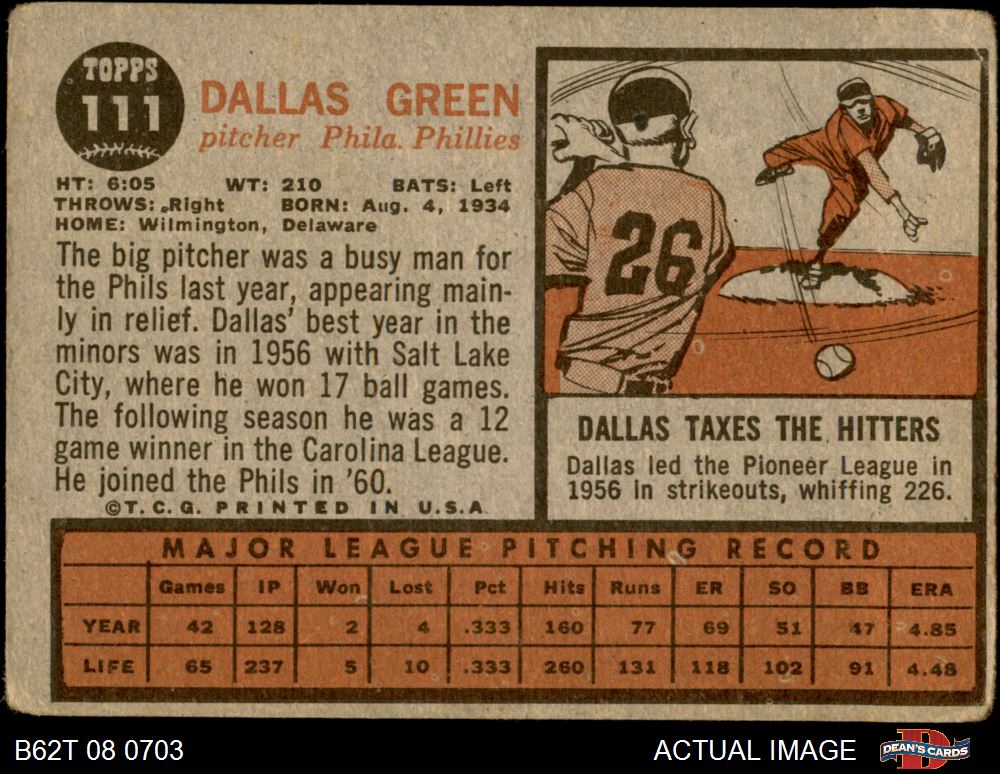 TOPPS
111
DALLAS GREEN
pitcher Phila. Phillies
HT: 6:05 WT: 210 BATS: Left
THROWS: Right BORN: Aug. 4, 1934
HOME: Wilmington, Delaware
The big pitcher was a busy man for
the Phils last year, appearing main-
ly in relief. Dallas' best year in the
minors was in 1956 with Salt Lake
City, where he won 17 ball games.
The following season he was a 12
game winner in the Carolina League.
He joined the Phils in '60.
©T.C.G. PRINTED IN U.S.A
26
DALLAS TAXES THE HITTERS
Dallas led the Pioneer League in
1956 in strikeouts, whiffing 226.
MAJOR LEAGUE PITCHING RECORD
Games IP Won Lost Pct Hits Runs ER SO BB ERA
YEAR 42 128 2 4 .333 160 77 69 51 47 4.85
LIFE 65 237 5 10 .333 260 131 118 102 91 4.48
B62T 08 0703 ACTUAL IMAGE DEAN'S CARDS